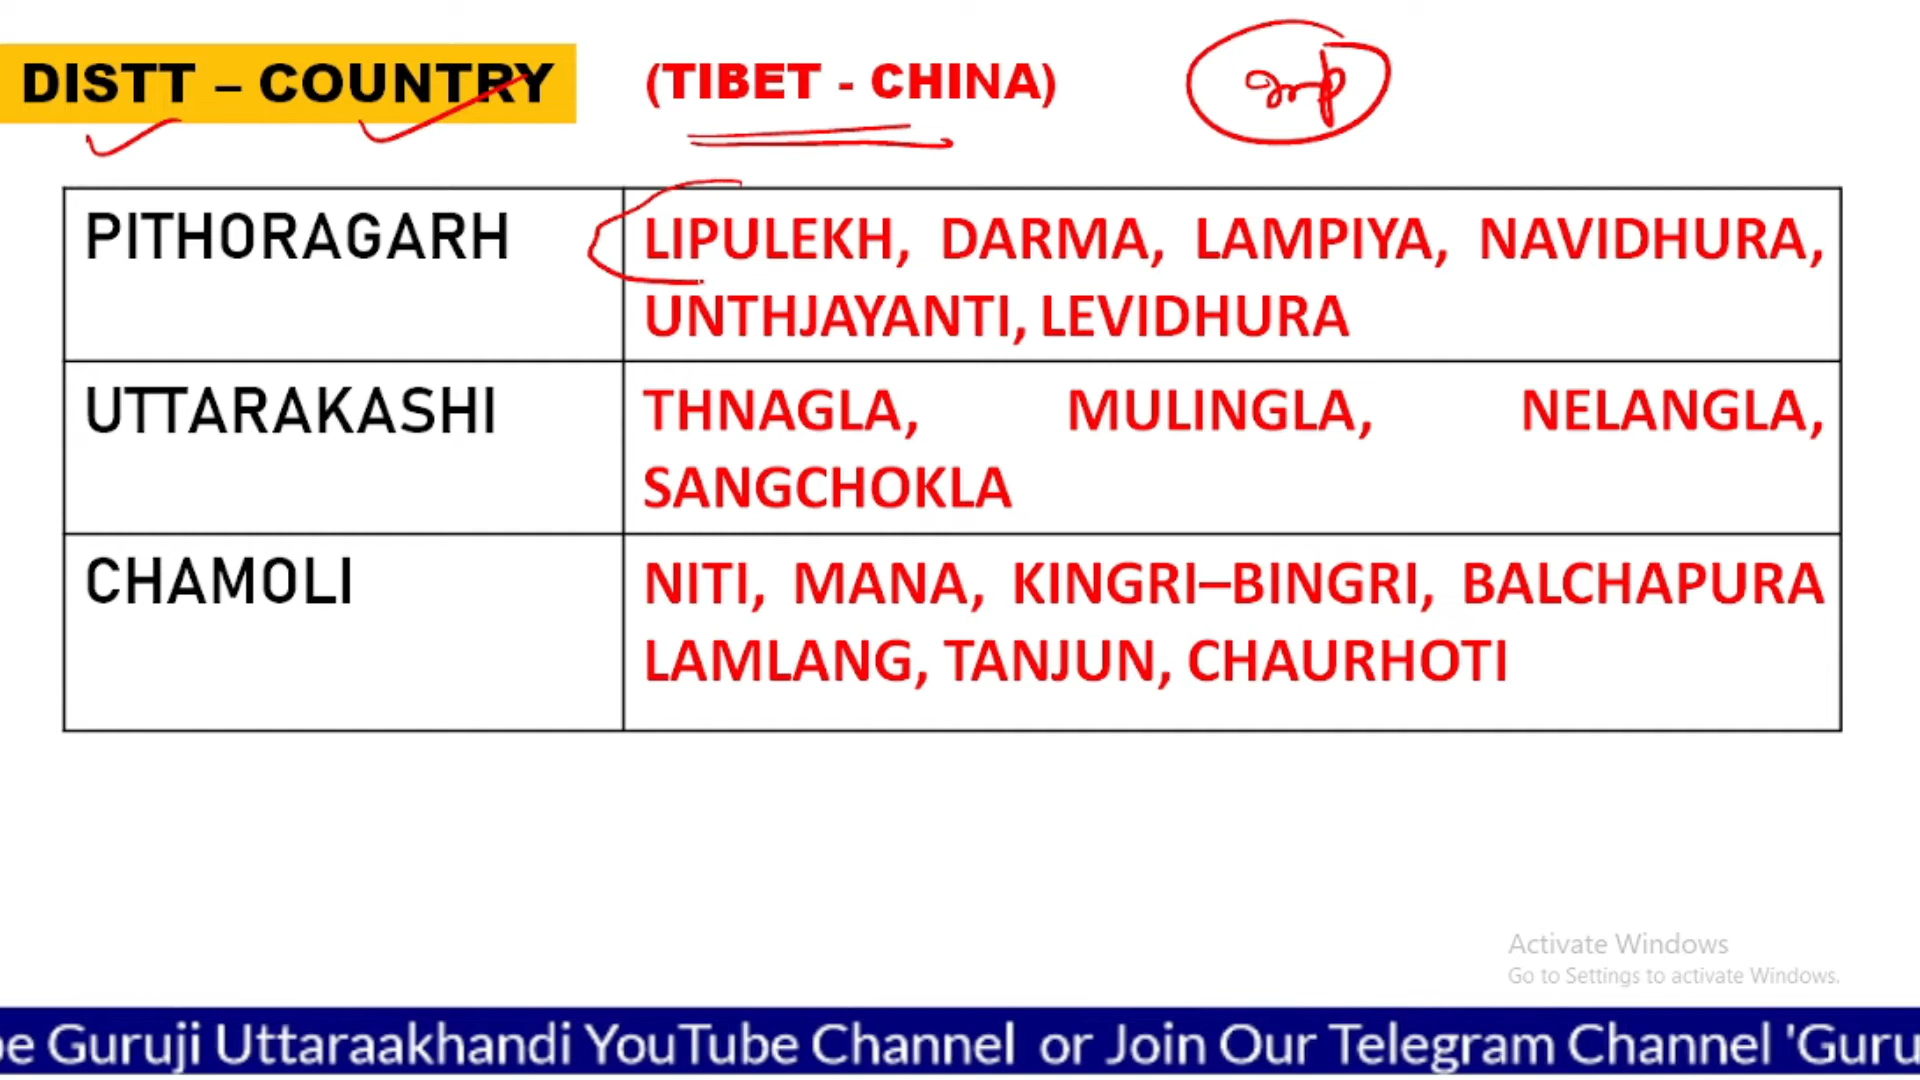 DISTT – COUNTRY (TIBET - CHINA) Imp
PITHORAGARH LIPULEKH, DARMA, LAMPIYA, NAVIDHURA,
UNTHJAYANTI, LEVIDHURA
UTTARAKASHI THNAGLA, MULINGLA, NELANGLA,
SANGCHOKLA
CHAMOLI NITI, MANA, KINGRI–BINGRI, BALCHAPURA
LAMLANG, TANJUN, CHAURHOTI
Activate Windows
Go to Settings to activate Windows.
be Guruji Uttaraakhandi YouTube Channel or Join Our Telegram Channel 'Guru